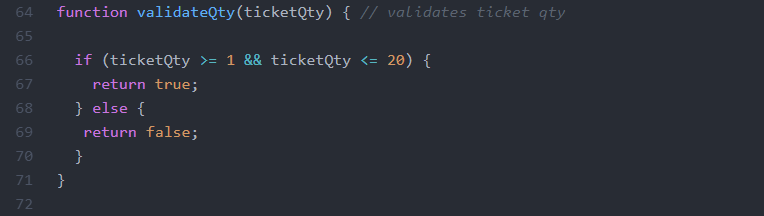 64 function validateQty(ticketQty) { // validates ticket qty
65
66   if (ticketQty >= 1 && ticketQty <= 20) {
67     return true;
68   } else {
69    return false;
70   }
71 }
72